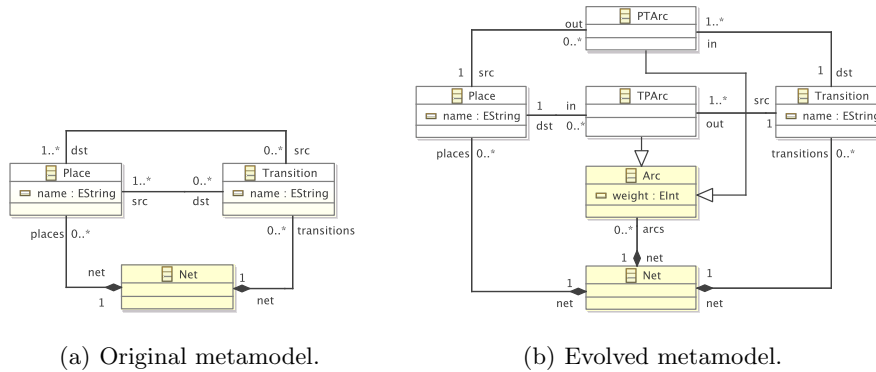 PTArc
out
1..*
0..*
in
1
src
1
dst
Place
name : EString
1
in
dst
0..*
TPArc
1..*
src
out
1
Transition
name : EString
places
0..*
transitions
0..*
Arc
weight : EInt
0..*
arcs
1
net
1
net
Net
1
net
1..*
dst
0..*
src
Place
name : EString
1..*
0..*
src
dst
Transition
name : EString
places
0..*
0..*
transitions
net
1
Net
1
net
(a) Original metamodel.
(b) Evolved metamodel.